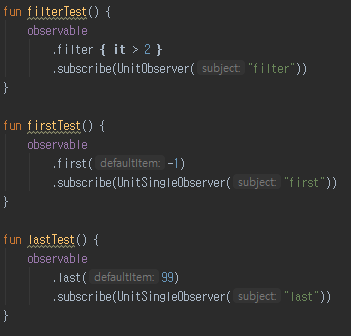 fun filterTest() {
observable
.filter { it > 2 }
.subscribe(UnitObserver( subject: "filter"))
}
fun firstTest() {
observable
.first( defaultItem: -1)
.subscribe(UnitSingleObserver( subject: "first"))
}
fun lastTest() {
observable
.last( defaultItem: 99)
.subscribe(UnitSingleObserver( subject: "last"))
}